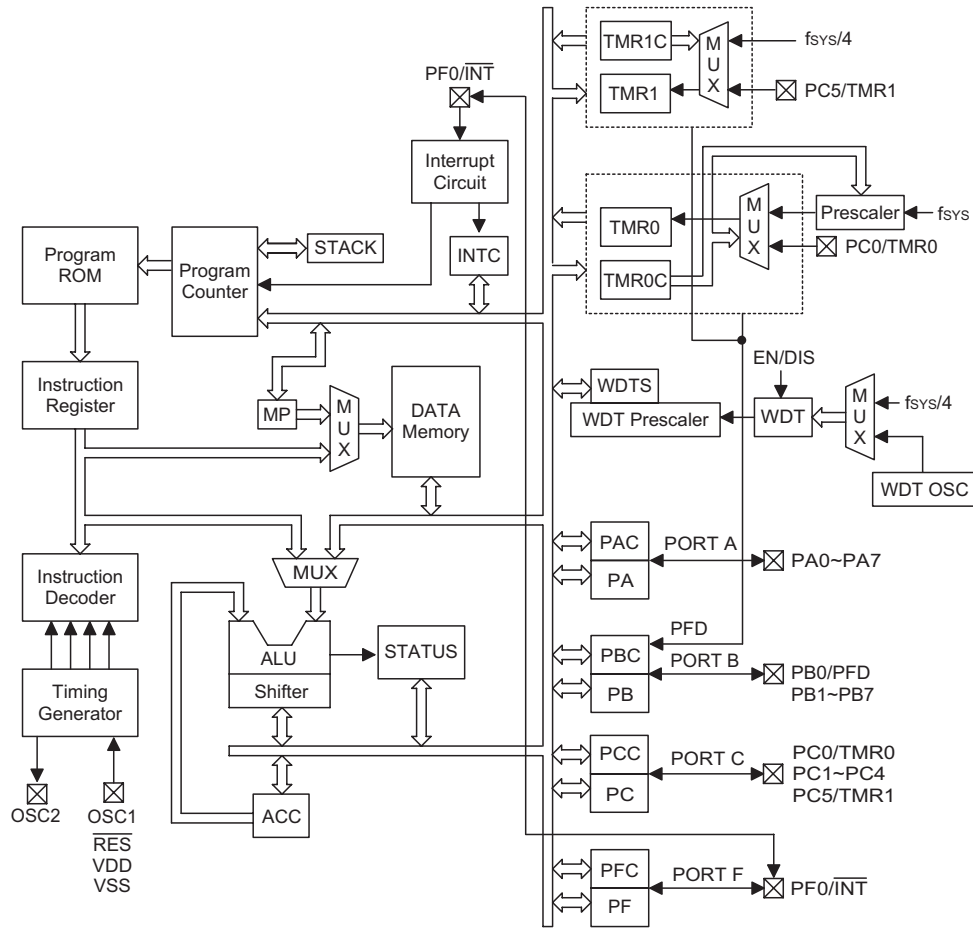 TMR1C
TMR1
M
U
X
fSYS/4
PC5/TMR1
PF0/INT
Interrupt
Circuit
TMR0
TMR0C
M
U
X
Prescaler
fSYS
PC0/TMR0
Program
ROM
Program
Counter
STACK
INTC
Instruction
Register
MP
M
U
X
DATA
Memory
WDTS
WDT Prescaler
EN/DIS
WDT
M
U
X
fSYS/4
WDT OSC
Instruction
Decoder
MUX
ALU
Shifter
STATUS
PAC
PA
PORT A
PA0~PA7
Timing
Generator
PFD
PBC
PB
PORT B
PB0/PFD
PB1~PB7
OSC2
OSC1
RES
VDD
VSS
ACC
PCC
PC
PORT C
PC0/TMR0
PC1~PC4
PC5/TMR1
PFC
PF
PORT F
PF0/INT